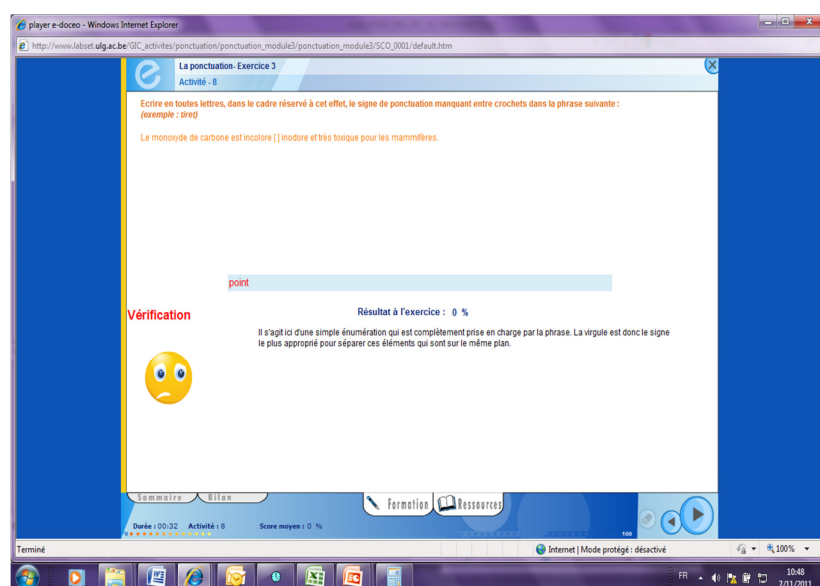 player e-doceo - Windows Internet Explorer
http://www.labset.ulg.ac.be/GIC_activites/ponctuation/ponctuation_module3/ponctuation_module3/SCO_0001/default.htm
La ponctuation- Exercice 3
Activité - 8
Ecrire en toutes lettres, dans le cadre réservé à cet effet, le signe de ponctuation manquant entre crochets dans la phrase suivante :
(exemple : tiret)
Le monoxyde de carbone est incolore [ ] inodore et très toxique pour les mammifères.
point
Vérification
Résultat à l'exercice : 0 %
Il s'agit ici d'une simple énumération qui est complètement prise en charge par la phrase. La virgule est donc le signe
le plus approprié pour séparer ces éléments qui sont sur le même plan.
Sommaire Bilan
Formation Ressources
Durée : 00:32 Activité : 8 Score moyen : 0 %
0 100
Terminé Internet | Mode protégé : désactivé 100%
FR 10:48
7/11/2011